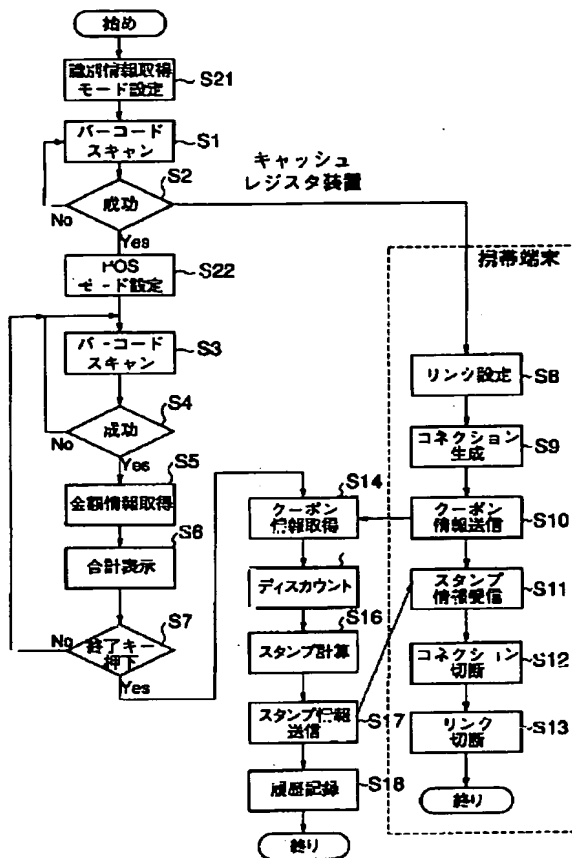 始め
識別情報取得
モード設定
S21
バーコード
スキャン
S1
S2
成功
No
Yes
キャッシュ
レジスタ装置
POS
モード設定
S22
バーコード
スキャン
S3
S4
成功
No
Yes
S5
金額情報取得
S6
合計表示
S7
終了キー
押下
No
Yes
S14
クーポン
情報取得
ディスカウント
S16
スタンプ計算
スタンプ情報
送信
S17
履歴記録
S18
終り
携帯端末
リンク設定
S8
コネクション
生成
S9
クーポン
情報送信
S10
スタンプ
情報受信
S11
コネクション
切断
S12
リンク
切断
S13
終り